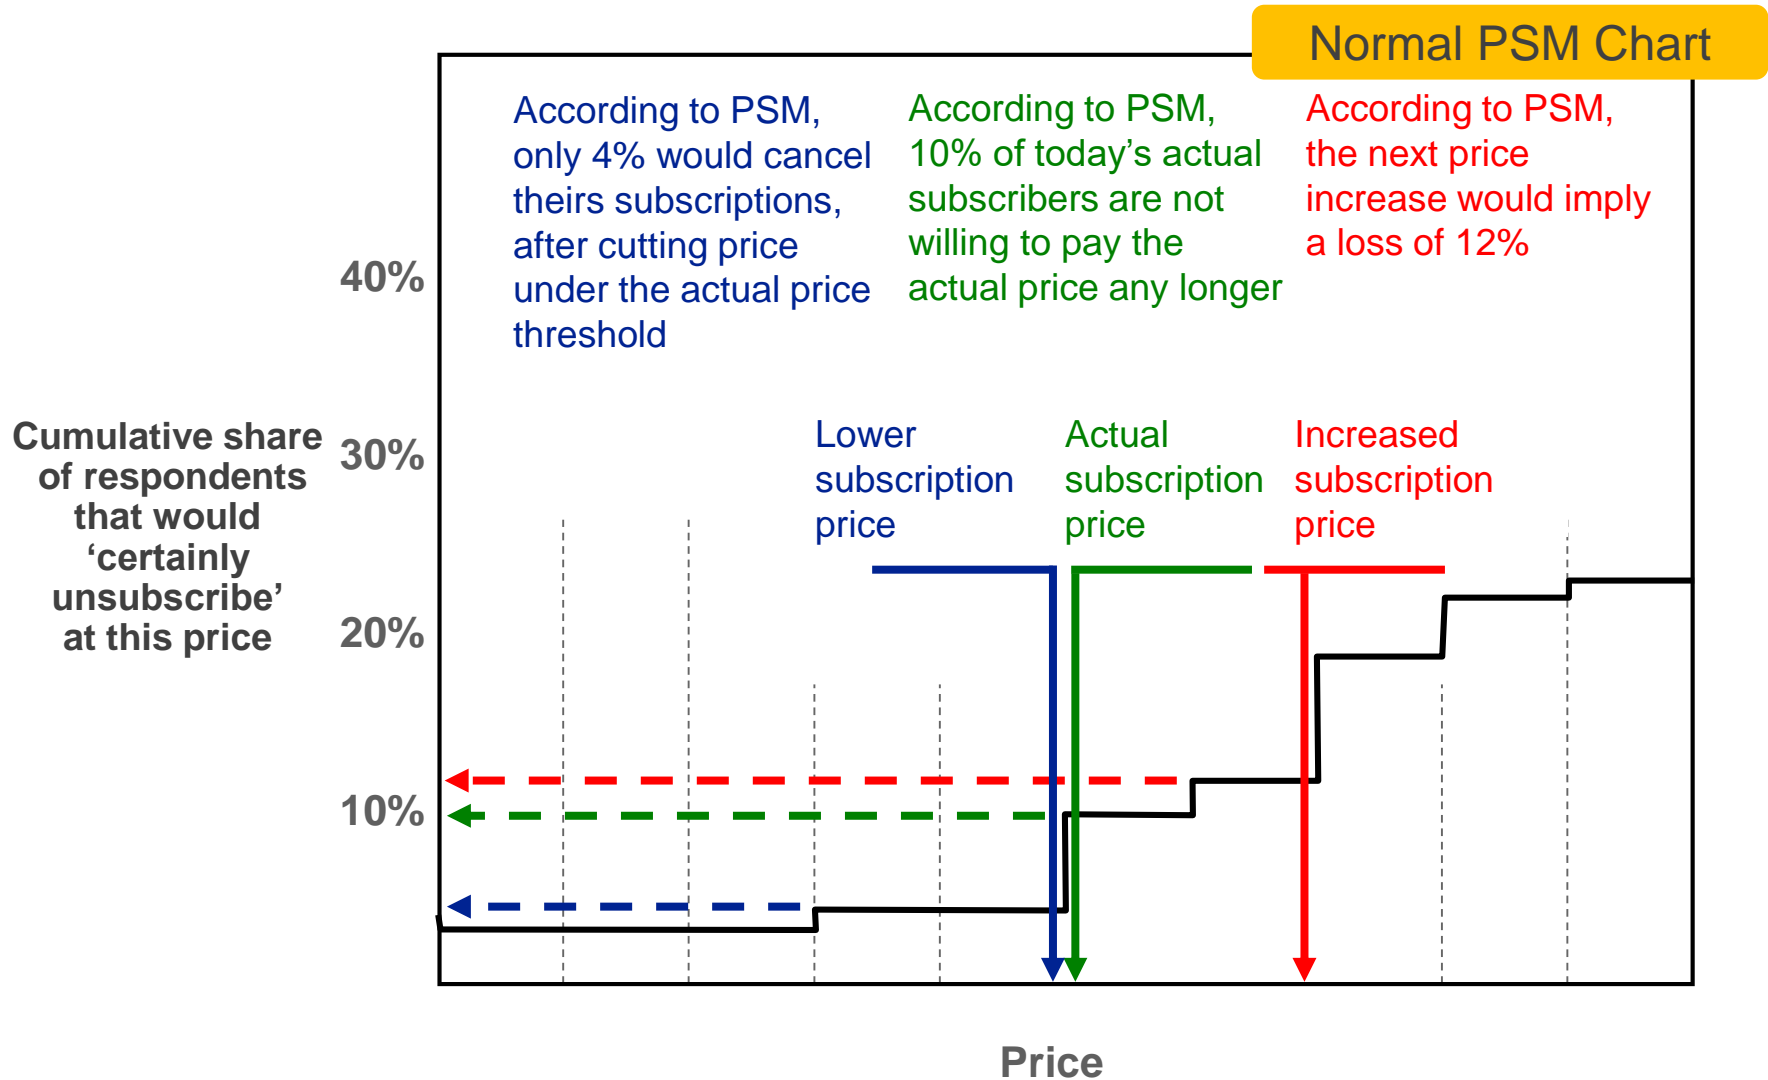 Normal PSM Chart
According to PSM,
only 4% would cancel
theirs subscriptions,
after cutting price
under the actual price
threshold
According to PSM,
10% of today’s actual
subscribers are not
willing to pay the
actual price any longer
According to PSM,
the next price
increase would imply
a loss of 12%
40%
30%
20%
10%
Cumulative share
of respondents
that would
‘certainly
unsubscribe’
at this price
Lower
subscription
price
Actual
subscription
price
Increased
subscription
price
Price